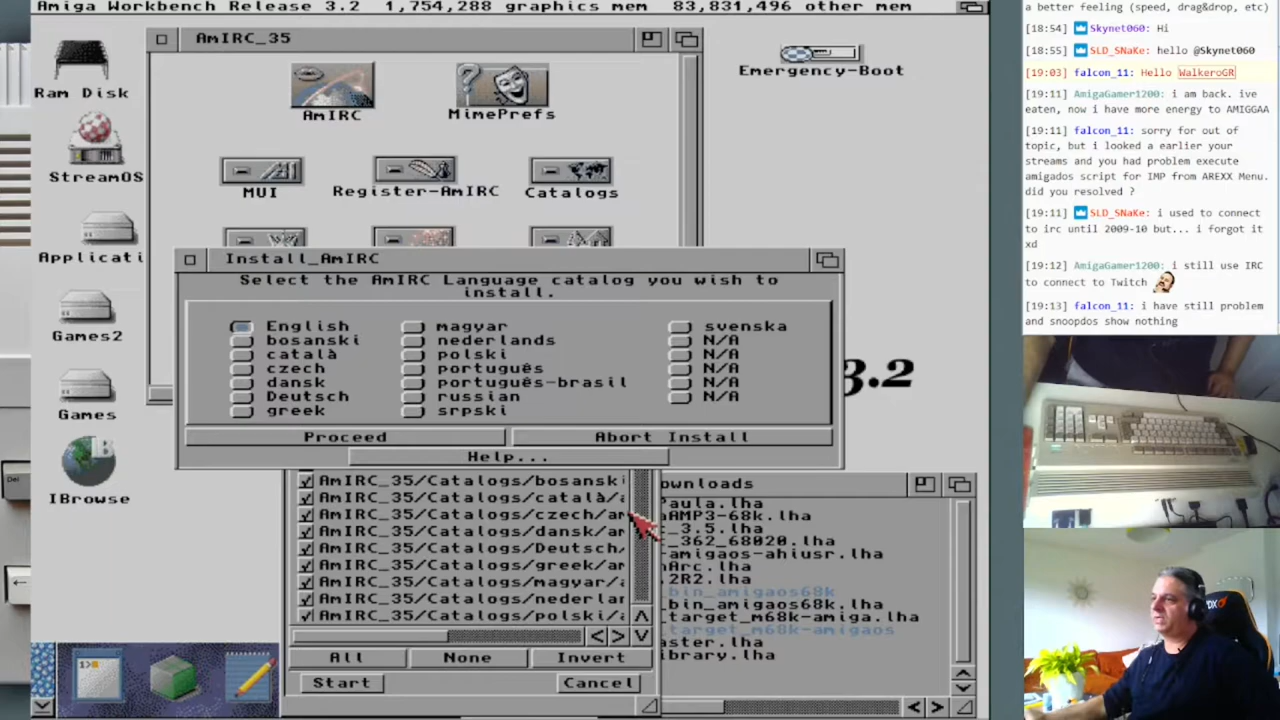 Amiga Workbench Release 3.2 1,754,288 graphics mem 83,831,496 other mem
AmIRC_35
AmIRC
MimePrefs
MUI
Register-AmIRC
Catalogs
Emergency-Boot
Ram Disk
StreamOS
Applicati
Games2
Games
IBrowse
3.2
Install_AmIRC
Select the AmIRC Language catalog you wish to
install.
English magyar svenska
bosanski nederlands N/A
català polski N/A
czech português N/A
dansk português-brasil N/A
Deutsch russian N/A
greek srpski N/A
Proceed Abort Install
Help...
AmIRC_35/Catalogs/bosanski
AmIRC_35/Catalogs/català/
AmIRC_35/Catalogs/czech/am
AmIRC_35/Catalogs/dansk/am
AmIRC_35/Catalogs/Deutsch/
AmIRC_35/Catalogs/greek/am
AmIRC_35/Catalogs/magyar/
AmIRC_35/Catalogs/nederlan
AmIRC_35/Catalogs/polski/
All None Invert
Start Cancel
ownloads
aula.lha
AMP3-68k.lha
_3.5.lha
_362_68020.lha
-amigaos-ahiusr.lha
Arc.lha
2R2.lha
bin_amigaos68k
_bin_amigaos68k.lha
_target_m68k-amiga.lha
target_m68k-amigaos
aster.lha
ibrary.lha
a better feeling (speed, drag&drop, etc)
[18:54] Skynet060: Hi
[18:55] SLD_SNaKe: hello @Skynet060
[19:03] falcon_11: Hello WalkeroGR
[19:11] AmigaGamer1200: i am back. ive
eaten, now i have more energy to AMIGGAA
[19:11] falcon_11: sorry for out of
topic, but i looked a earlier your
streams and you had problem execute
amigados script for IMP from AREXX Menu.
did you resolved ?
[19:11] SLD_SNaKe: i used to connect
to irc until 2009-10 but... i forgot it
xd
[19:12] AmigaGamer1200: i still use IRC
to connect to Twitch
[19:13] falcon_11: i have still problem
and snoopdos show nothing